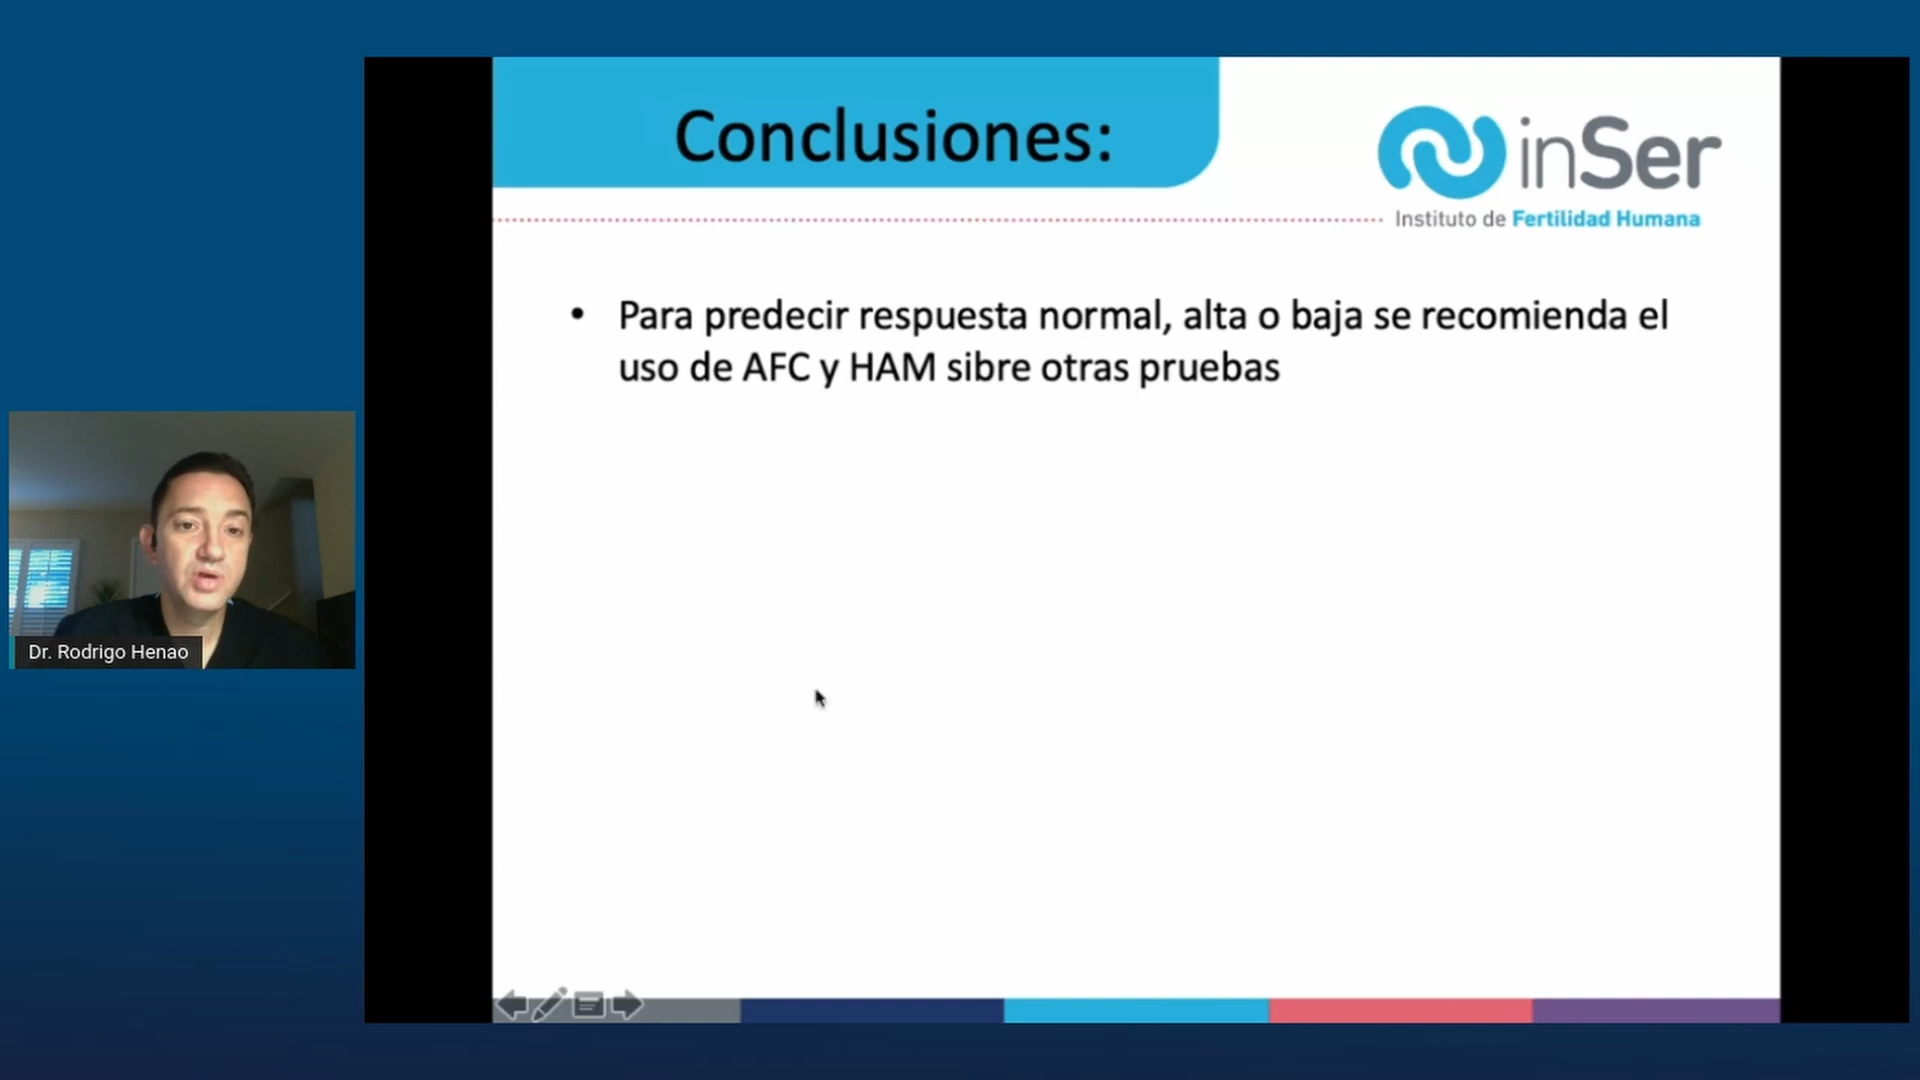 Conclusiones:
inSer
Instituto de Fertilidad Humana
• Para predecir respuesta normal, alta o baja se recomienda el
uso de AFC y HAM sibre otras pruebas
Dr. Rodrigo Henao